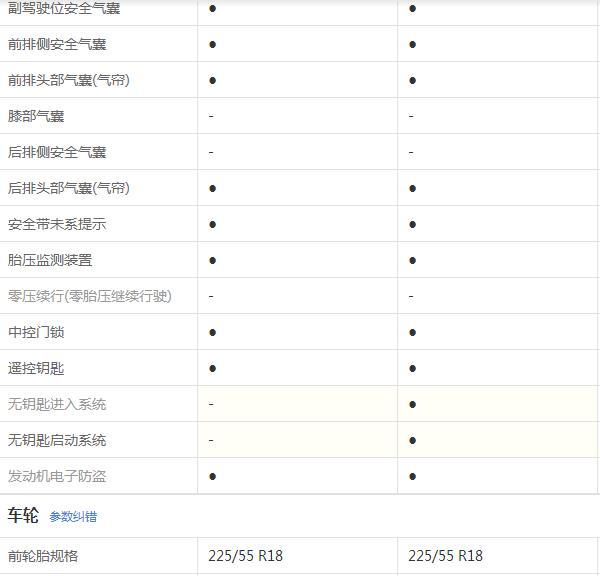 副驾驶位安全气囊 ● ●
前排侧安全气囊 ● ●
前排头部气囊(气帘) ● ●
膝部气囊 - -
后排侧安全气囊 - -
后排头部气囊(气帘) ● ●
安全带未系提示 ● ●
胎压监测装置 ● ●
零压续行(零胎压继续行驶) - -
中控门锁 ● ●
遥控钥匙 ● ●
无钥匙进入系统 - ●
无钥匙启动系统 - ●
发动机电子防盗 ● ●
车轮 参数纠错
前轮胎规格 225/55 R18 225/55 R18